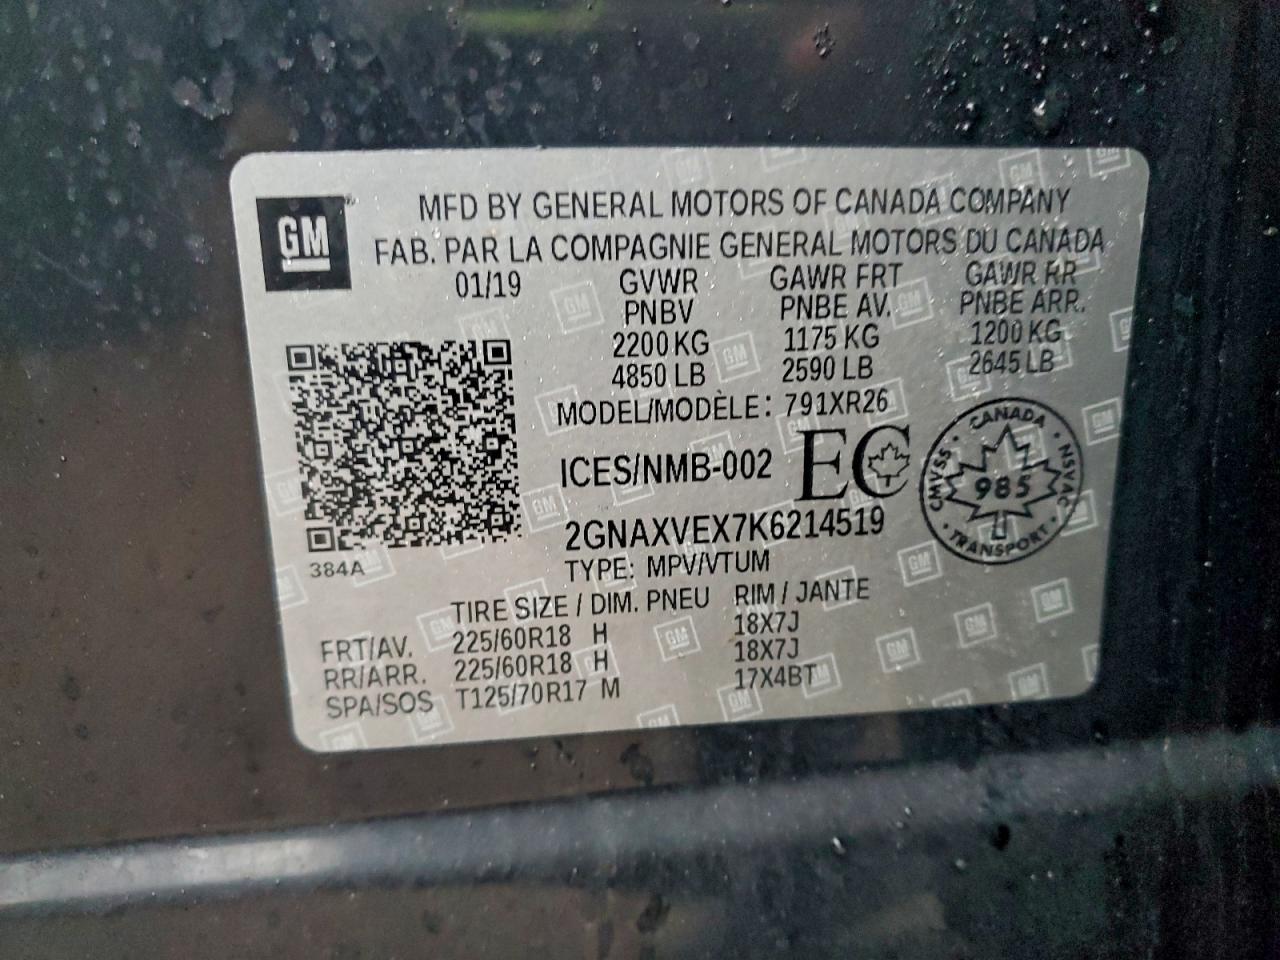 GM
MFD BY GENERAL MOTORS OF CANADA COMPANY
FAB. PAR LA COMPAGNIE GENERAL MOTORS DU CANADA
01/19 GVWR GAWR FRT GAWR RR
PNBV PNBE AV. PNBE ARR.
2200 KG 1175 KG 1200 KG
4850 LB 2590 LB 2645 LB
MODEL/MODÈLE: 791XR26
ICES/NMB-002 EC
CANADA
CMVSS 985 NSVAC
TRANSPORT
2GNAXVEX7K6214519
384A
TYPE: MPV/VTUM
TIRE SIZE / DIM. PNEU RIM / JANTE
FRT/AV. 225/60R18 H 18X7J
RR/ARR. 225/60R18 H 18X7J
SPA/SOS T125/70R17 M 17X4BT